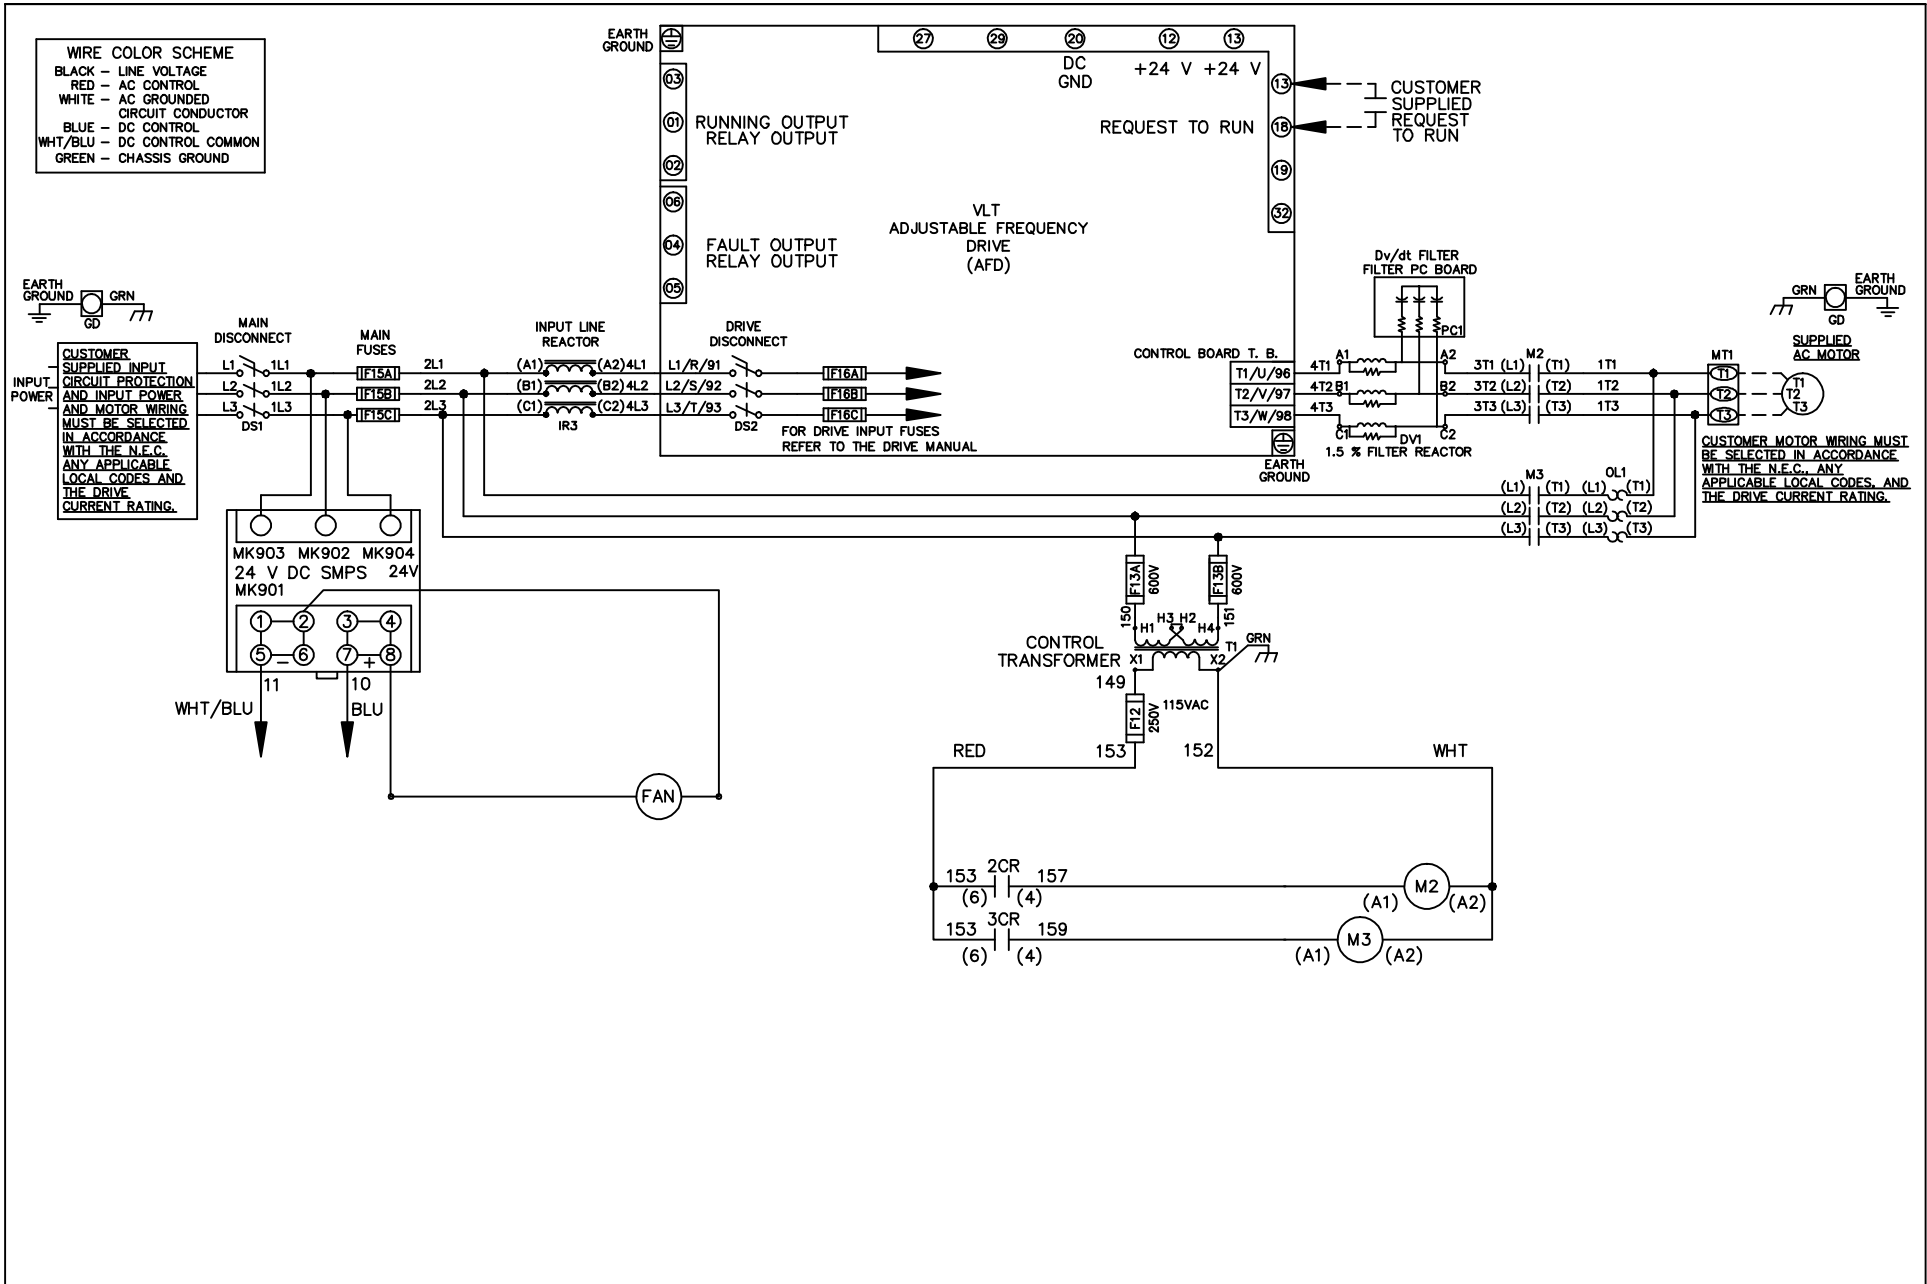 WIRE COLOR SCHEME
BLACK – LINE VOLTAGE
RED – AC CONTROL
WHITE – AC GROUNDED
CIRCUIT CONDUCTOR
BLUE – DC CONTROL
WHT/BLU – DC CONTROL COMMON
GREEN – CHASSIS GROUND
EARTH
GROUND
27 29 20 12 13
DC
GND
+24 V +24 V
03
01
02
RUNNING OUTPUT
RELAY OUTPUT
06
04
05
FAULT OUTPUT
RELAY OUTPUT
VLT
ADJUSTABLE FREQUENCY
DRIVE
(AFD)
13
REQUEST TO RUN 18
19
32
CUSTOMER
SUPPLIED
REQUEST
TO RUN
EARTH
GROUND
GRN
GD
INPUT
POWER
CUSTOMER
SUPPLIED INPUT
CIRCUIT PROTECTION
AND INPUT POWER
AND MOTOR WIRING
MUST BE SELECTED
IN ACCORDANCE
WITH THE N.E.C.
ANY APPLICABLE
LOCAL CODES AND
THE DRIVE
CURRENT RATING.
MAIN
DISCONNECT
L1 1L1
L2 1L2
L3 1L3
DS1
MAIN
FUSES
F15A
F15B
F15C
2L1
2L2
2L3
INPUT LINE
REACTOR
(A1) (A2) 4L1
(B1) (B2) 4L2
(C1) (C2) 4L3
IR3
DRIVE
DISCONNECT
L1/R/91
L2/S/92
L3/T/93
DS2
F16A
F16B
F16C
FOR DRIVE INPUT FUSES
REFER TO THE DRIVE MANUAL
CONTROL BOARD T. B.
T1/U/96
T2/V/97
T3/W/98
EARTH
GROUND
Dv/dt FILTER
FILTER PC BOARD
PC1
4T1 A1 A2
4T2 B1 B2
4T3 C1 C2
DV1
1.5 % FILTER REACTOR
M2
3T1 (L1) (T1) 1T1
3T2 (L2) (T2) 1T2
3T3 (L3) (T3) 1T3
MT1
T1
T2
T3
GRN
EARTH
GROUND
GD
SUPPLIED
AC MOTOR
T1
T2
T3
CUSTOMER MOTOR WIRING MUST
BE SELECTED IN ACCORDANCE
WITH THE N.E.C., ANY
APPLICABLE LOCAL CODES, AND
THE DRIVE CURRENT RATING.
M3 OL1
(L1) (T1) (L1) (T1)
(L2) (T2) (L2) (T2)
(L3) (T3) (L3) (T3)
MK903 MK902 MK904
24 V DC SMPS 24V
MK901
1 2 3 4
5 – 6 7 + 8
11 10
WHT/BLU BLU
FAN
F13A
600V
F13B
600V
150 151
H1 H3 H2 H4
CONTROL
TRANSFORMER
X1 X2
T1
GRN
149
F12
250V
115VAC
RED 153 152 WHT
2CR
153 157
(6) (4)
M2
(A1) (A2)
3CR
153 159
(6) (4)
M3
(A1) (A2)